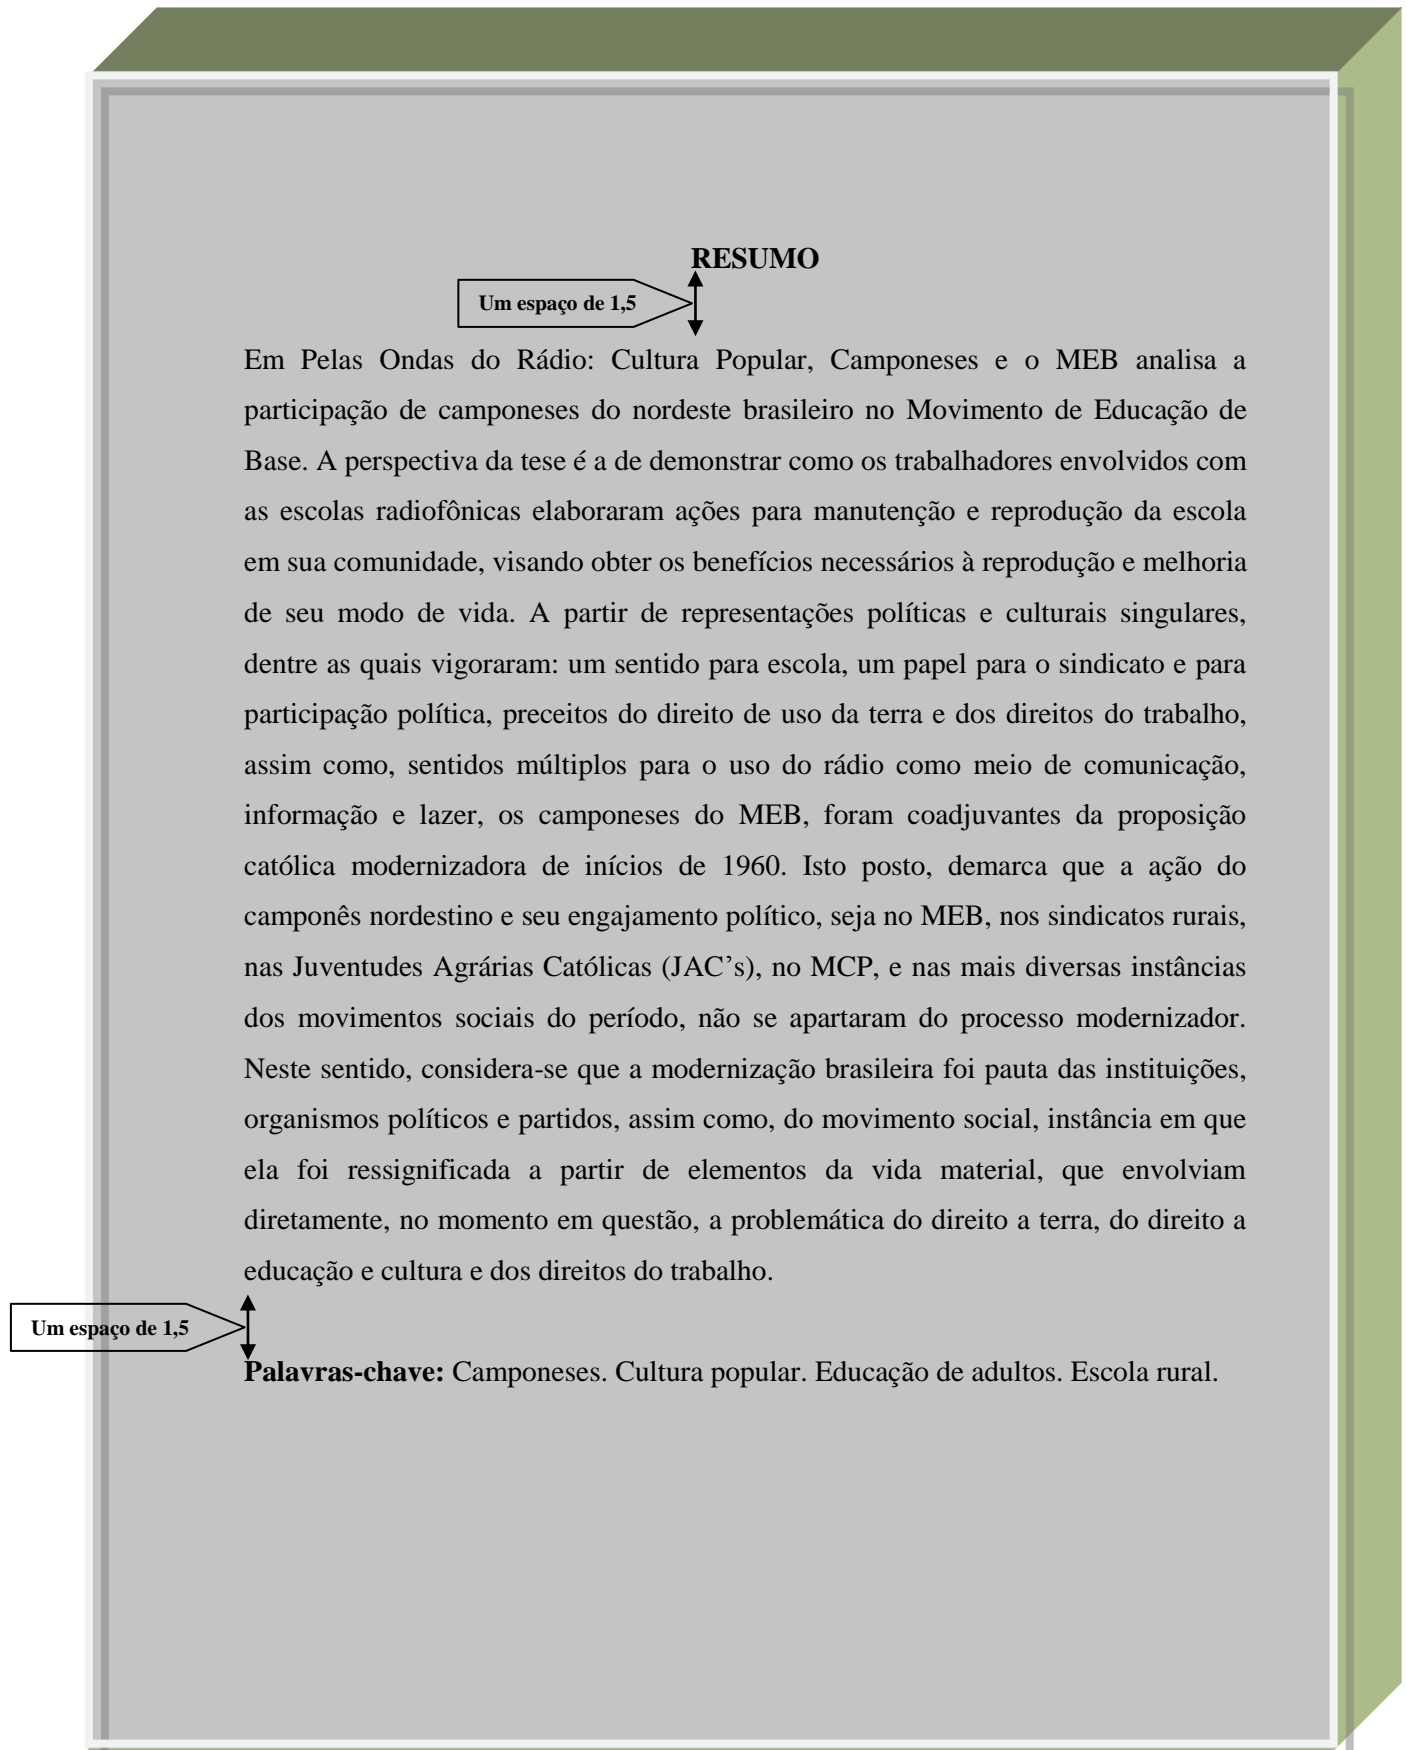 RESUMO
Um espaço de 1,5
Em Pelas Ondas do Rádio: Cultura Popular, Camponeses e o MEB analisa a
participação de camponeses do nordeste brasileiro no Movimento de Educação de
Base. A perspectiva da tese é a de demonstrar como os trabalhadores envolvidos com
as escolas radiofônicas elaboraram ações para manutenção e reprodução da escola
em sua comunidade, visando obter os benefícios necessários à reprodução e melhoria
de seu modo de vida. A partir de representações políticas e culturais singulares,
dentre as quais vigoraram: um sentido para escola, um papel para o sindicato e para
participação política, preceitos do direito de uso da terra e dos direitos do trabalho,
assim como, sentidos múltiplos para o uso do rádio como meio de comunicação,
informação e lazer, os camponeses do MEB, foram coadjuvantes da proposição
católica modernizadora de inícios de 1960. Isto posto, demarca que a ação do
camponês nordestino e seu engajamento político, seja no MEB, nos sindicatos rurais,
nas Juventudes Agrárias Católicas (JAC’s), no MCP, e nas mais diversas instâncias
dos movimentos sociais do período, não se apartaram do processo modernizador.
Neste sentido, considera-se que a modernização brasileira foi pauta das instituições,
organismos políticos e partidos, assim como, do movimento social, instância em que
ela foi ressignificada a partir de elementos da vida material, que envolviam
diretamente, no momento em questão, a problemática do direito a terra, do direito a
educação e cultura e dos direitos do trabalho.
Um espaço de 1,5
Palavras-chave: Camponeses. Cultura popular. Educação de adultos. Escola rural.